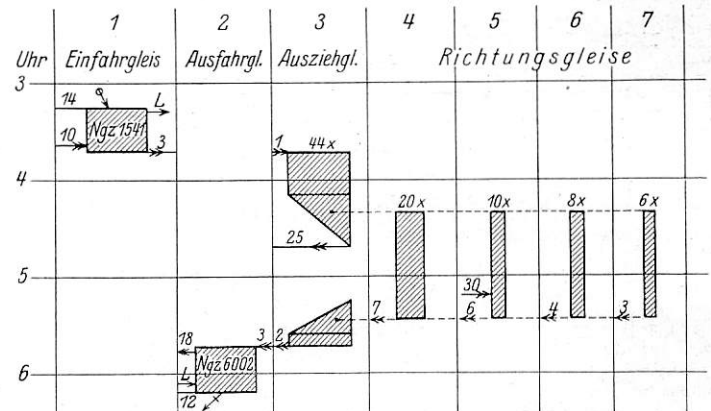 1 2 3 4 5 6 7
Uhr Einfahrgleis Ausfahrgl. Ausziehgl. Richtungsgleise
3
14 L
Ngz 1541
10 3
1 44x
4
20x 10x 8x 6x
25
5
30
7 6 4 3
18 3 2
Ngz 6002
6
L
12